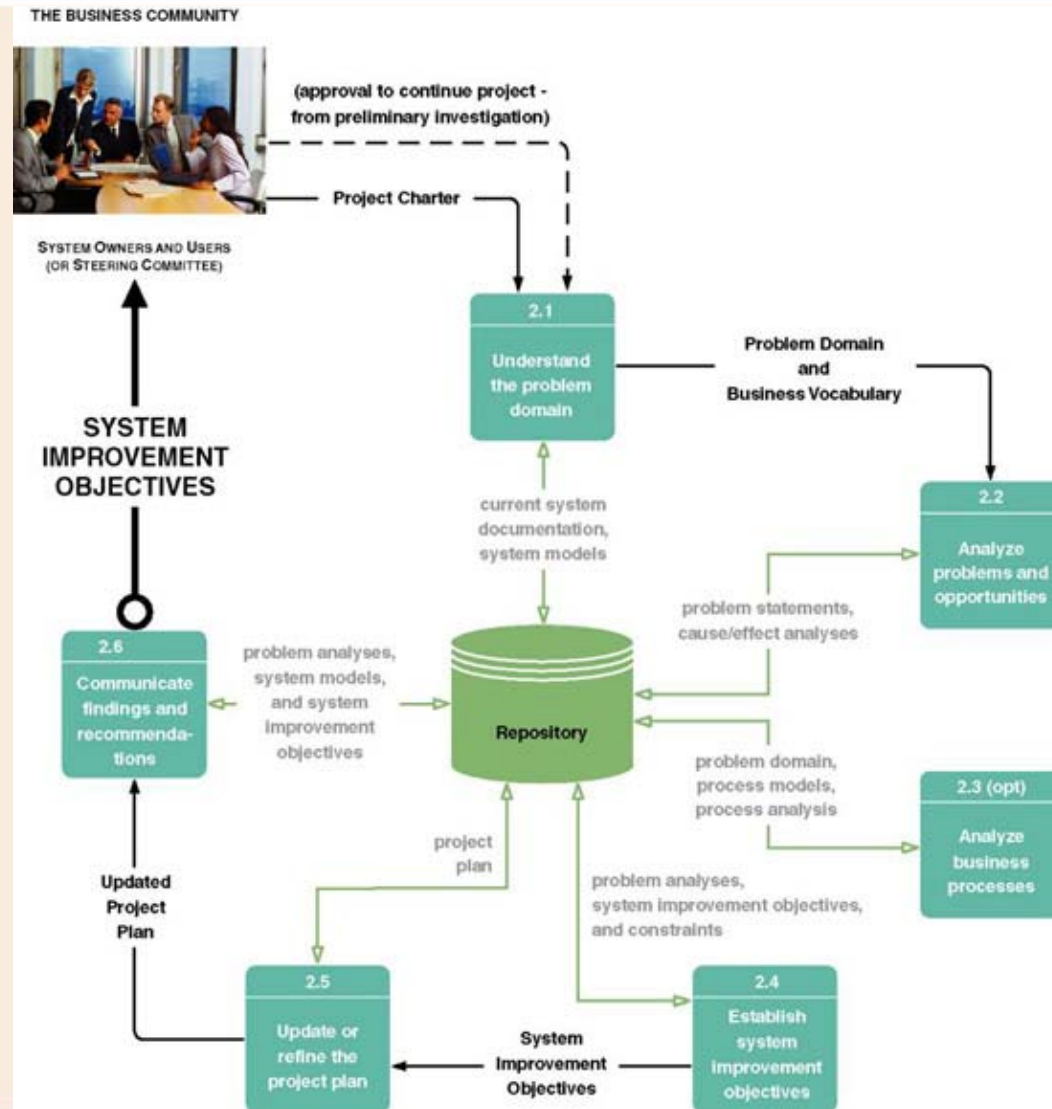 THE BUSINESS COMMUNITY
(approval to continue project -
from preliminary investigation)
Project Charter
SYSTEM OWNERS AND USERS
(OR STEERING COMMITTEE)
2.1
Understand
the problem
domain
Problem Domain
and
Business Vocabulary
SYSTEM
IMPROVEMENT
OBJECTIVES
current system
documentation,
system models
2.2
Analyze
problems and
opportunities
problem statements,
cause/effect analyses
2.6
Communicate
findings and
recommenda-
tions
problem analyses,
system models,
and system
improvement
objectives
Repository
problem domain,
process models,
process analysis
2.3 (opt)
Analyze
business
processes
project
plan
Updated
Project
Plan
problem analyses,
system improvement objectives,
and constraints
2.5
Update or
refine the
project plan
System
Improvement
Objectives
2.4
Establish
system
improvement
objectives